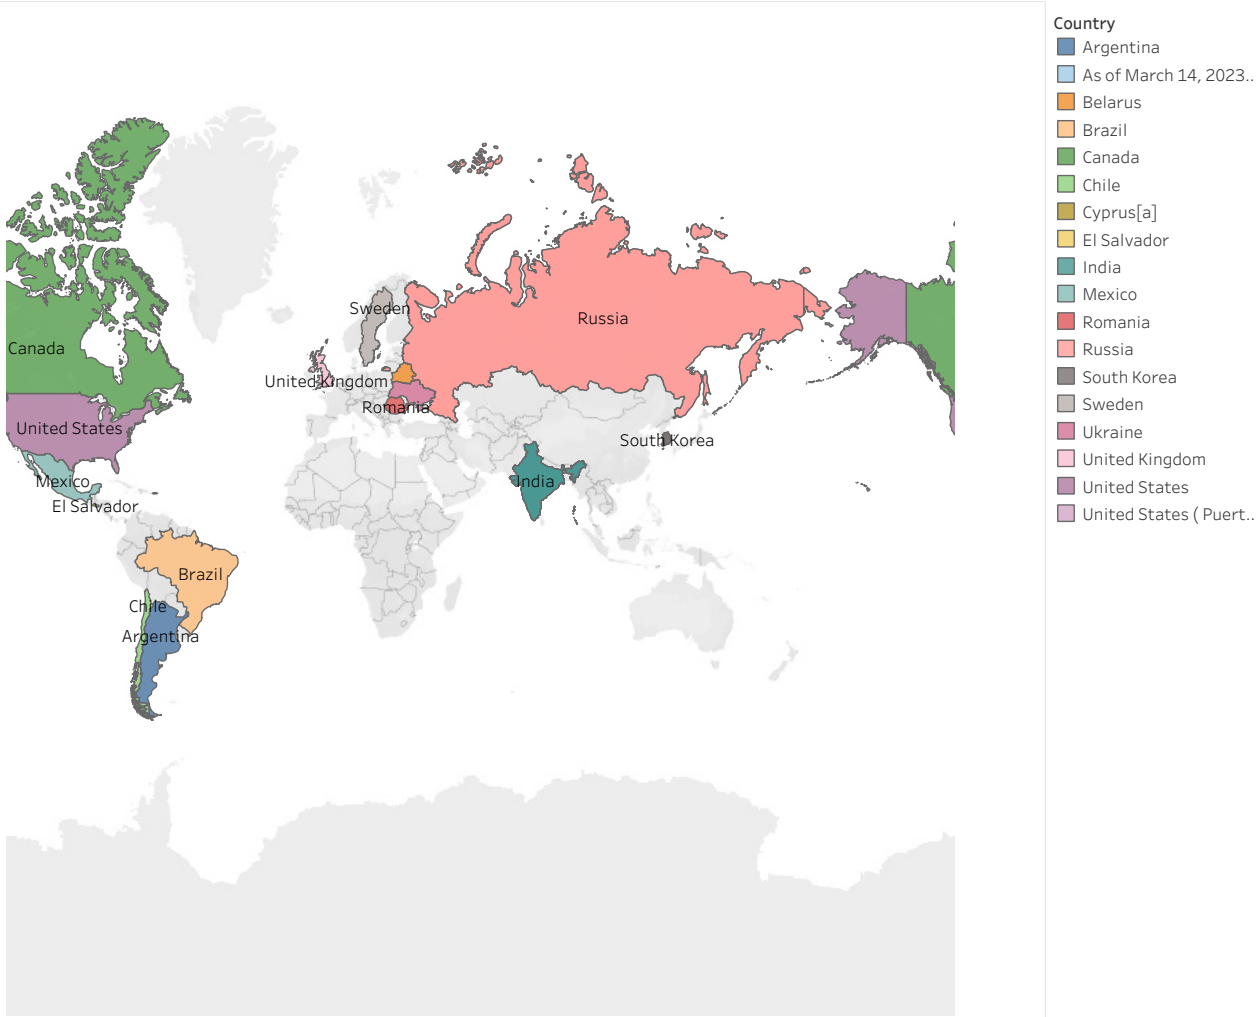 Country
Argentina
As of March 14, 2023..
Belarus
Brazil
Canada
Chile
Cyprus[a]
El Salvador
India
Mexico
Romania
Russia
South Korea
Sweden
Ukraine
United Kingdom
United States
United States ( Puert..
Sweden
Russia
Canada
United Kingdom
Romania
United States
South Korea
Mexico
India
El Salvador
Brazil
Chile
Argentina